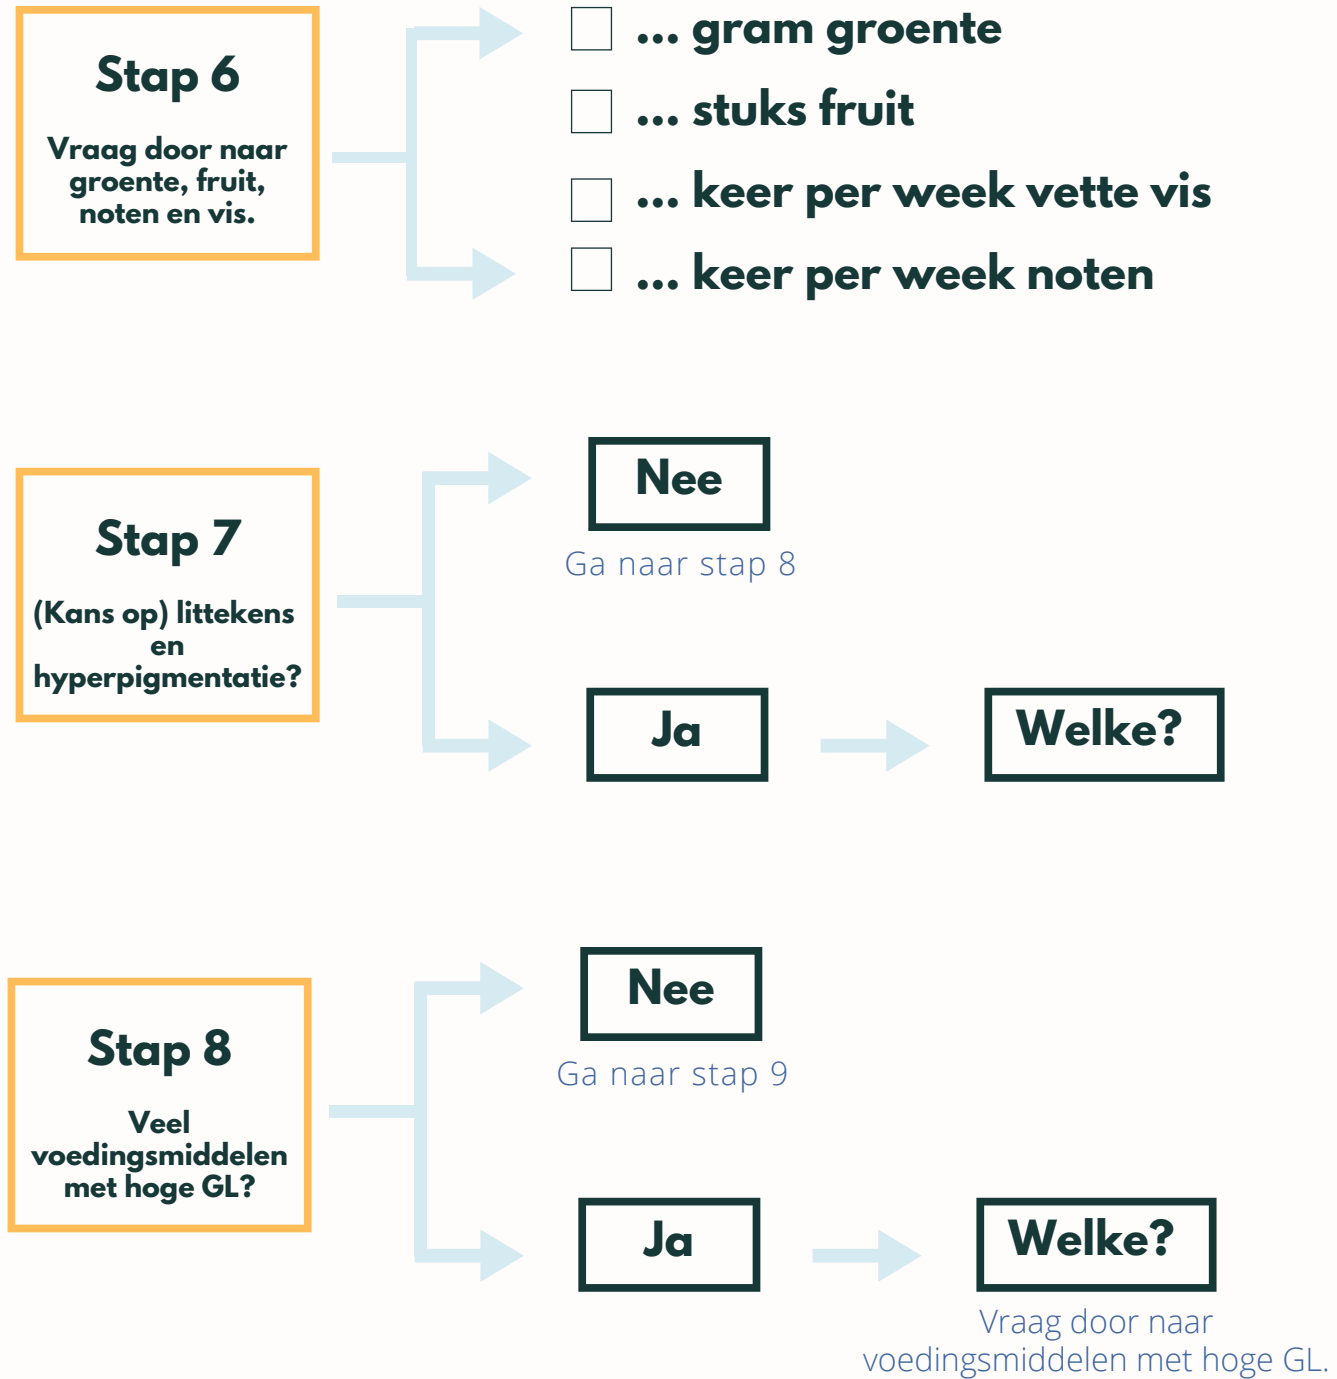 Stap 6
Vraag door naar
groente, fruit,
noten en vis.
... gram groente
... stuks fruit
... keer per week vette vis
... keer per week noten
Stap 7
(Kans op) littekens
en
hyperpigmentatie?
Nee
Ga naar stap 8
Ja
Welke?
Stap 8
Veel
voedingsmiddelen
met hoge GL?
Nee
Ga naar stap 9
Ja
Welke?
Vraag door naar
voedingsmiddelen met hoge GL.